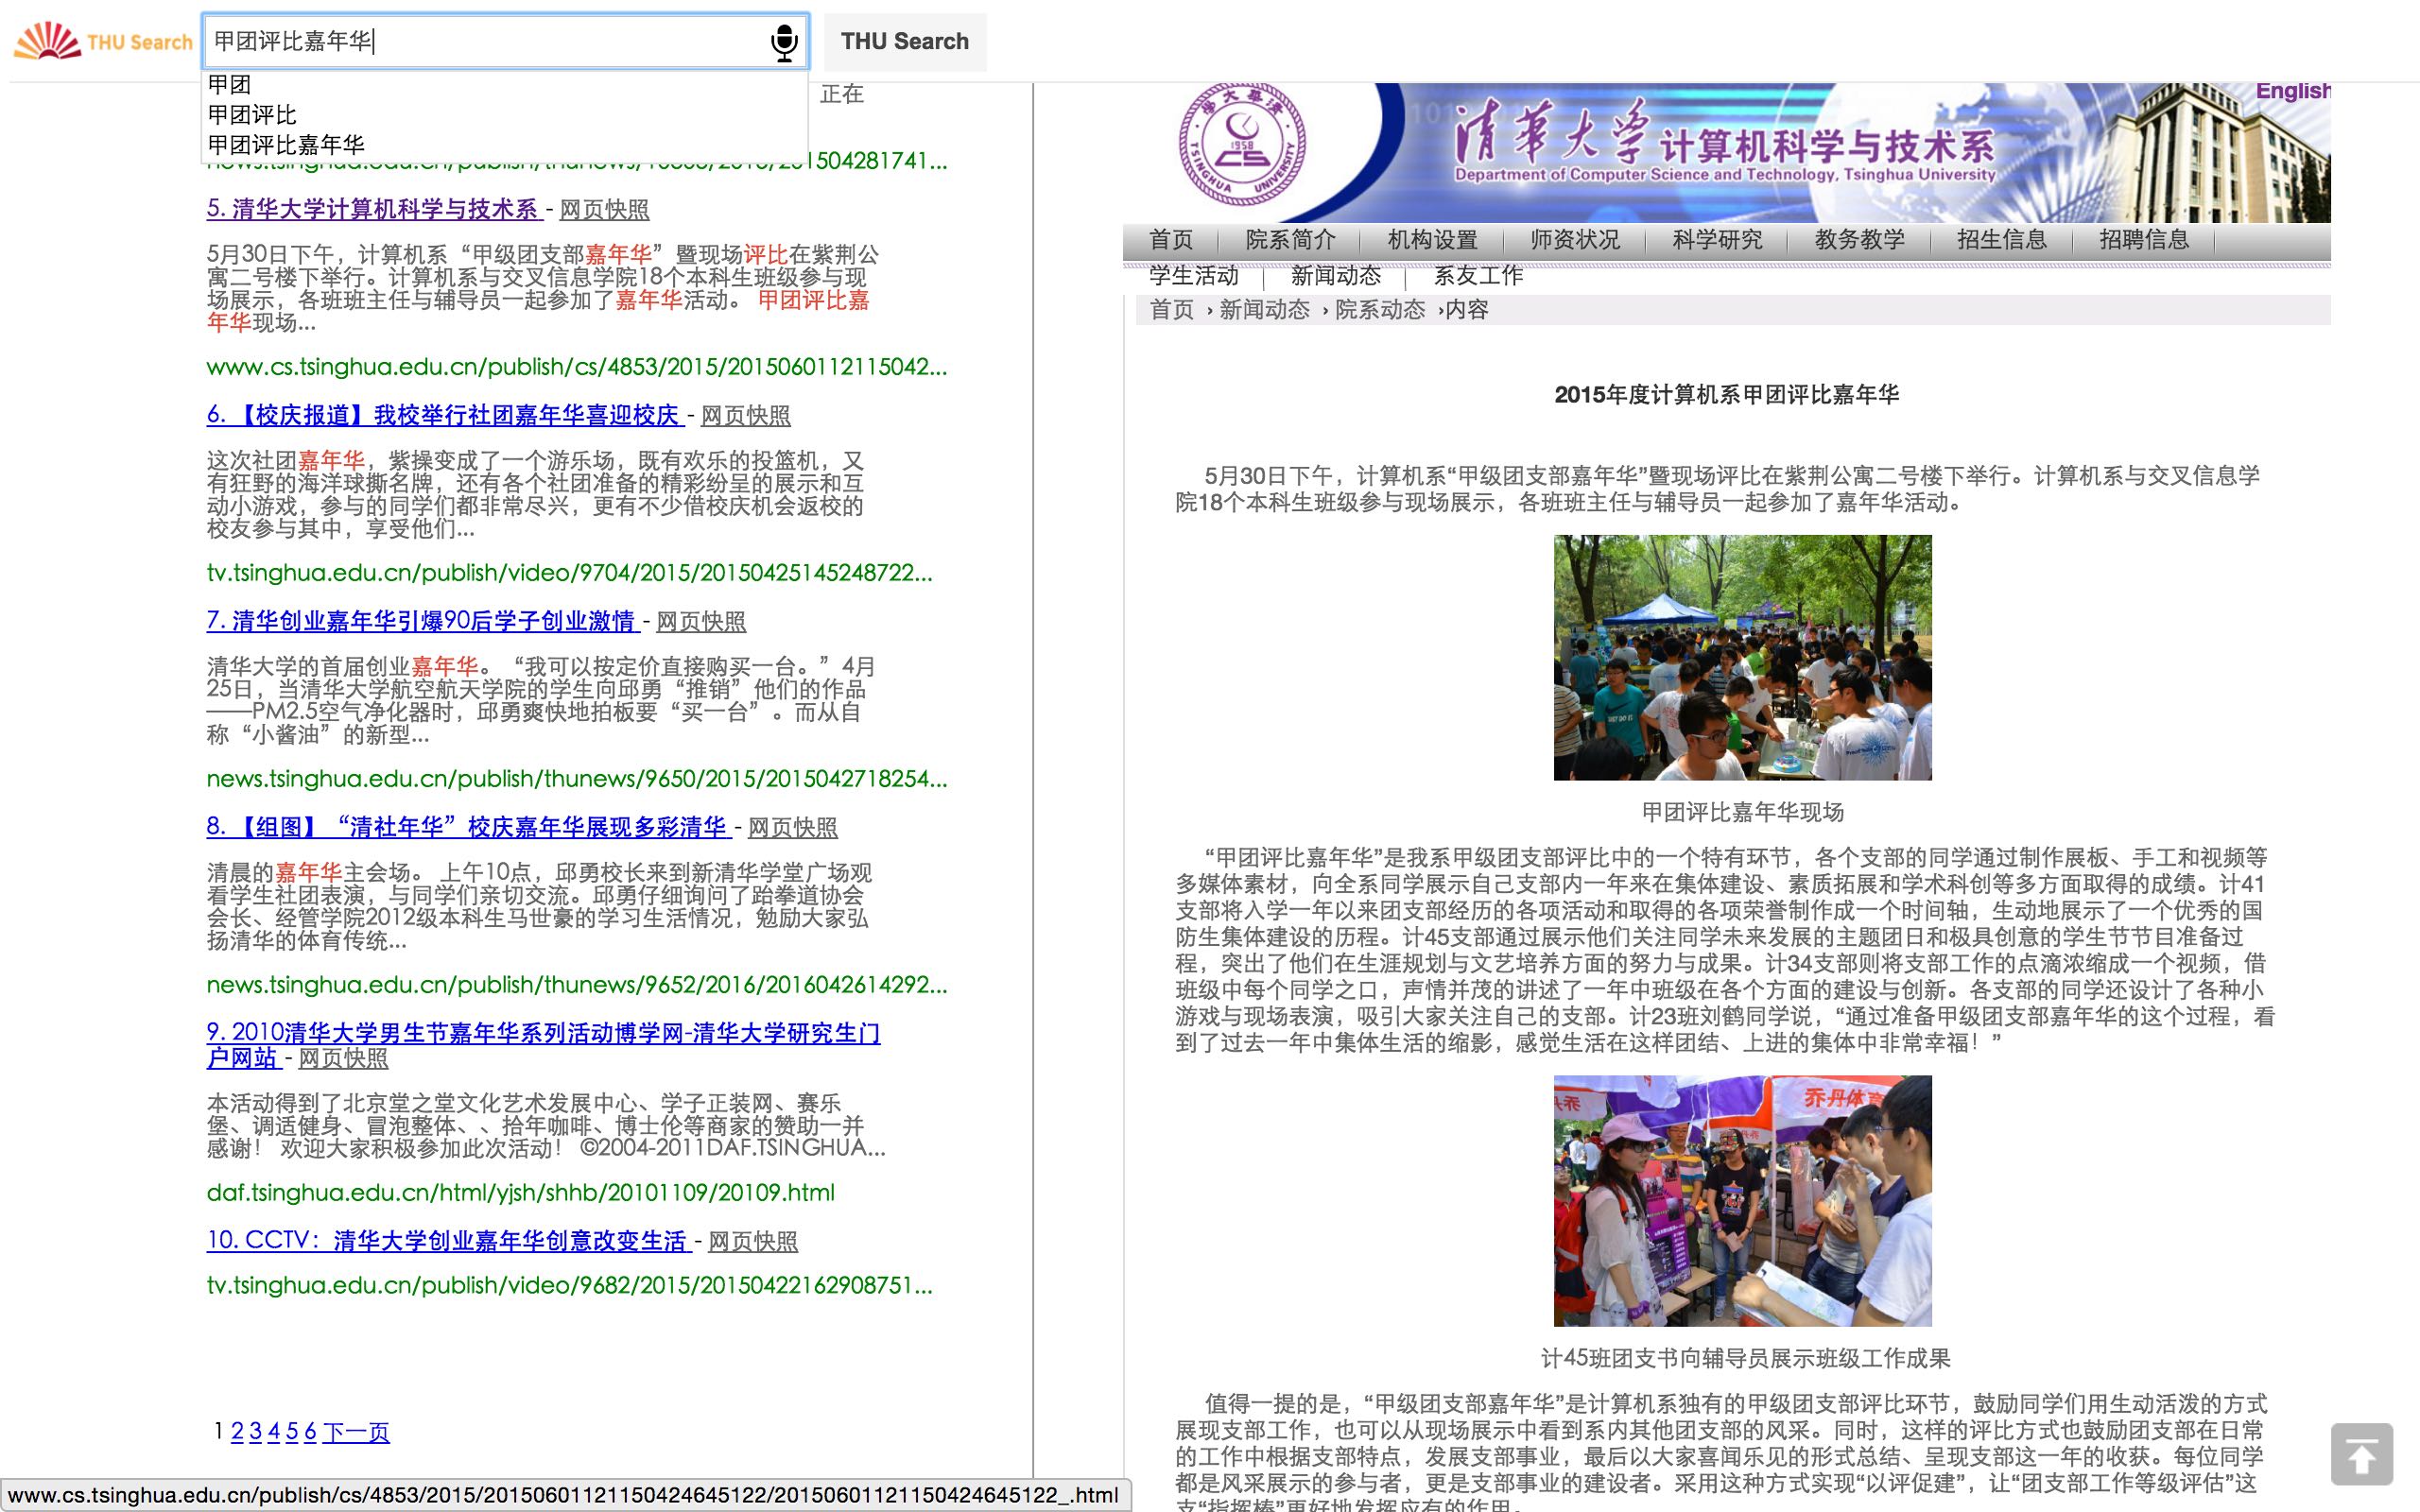 THU Search
甲团评比嘉年华
THU Search
甲团
甲团评比
甲团评比嘉年华
正在
5. 清华大学计算机科学与技术系 - 网页快照
5月30日下午，计算机系“甲级团支部嘉年华”暨现场评比在紫荆公
寓二号楼下举行。计算机系与交叉信息学院18个本科生班级参与现
场展示，各班班主任与辅导员一起参加了嘉年华活动。 甲团评比嘉
年华现场...
www.cs.tsinghua.edu.cn/publish/cs/4853/2015/20150601121 15042...
6. 【校庆报道】我校举行社团嘉年华喜迎校庆 - 网页快照
这次社团嘉年华，紫操变成了一个游乐场，既有欢乐的投篮机，又
有狂野的海洋球撕名牌，还有各个社团准备的精彩纷呈的展示和互
动小游戏，参与的同学们都非常尽兴，更有不少借校庆机会返校的
校友参与其中，享受他们...
tv.tsinghua.edu.cn/publish/video/9704/2015/20150425145248722...
7. 清华创业嘉年华引爆90后学子创业激情 - 网页快照
清华大学的首届创业嘉年华。“我可以按定价直接购买一台。”4月
25日，当清华大学航空航天学院的学生向邱勇“推销”他们的作品
——PM2.5空气净化器时，邱勇爽快地拍板要“买一台”。而从自
称“小酱油”的新型...
news.tsinghua.edu.cn/publish/thunews/9650/2015/2015042718254...
8. 【组图】“清社年华”校庆嘉年华展现多彩清华 - 网页快照
清晨的嘉年华主会场。 上午10点，邱勇校长来到新清华学堂广场观
看学生社团表演，与同学们亲切交流。邱勇仔细询问了跆拳道协会
会长、经管学院2012级本科生马世豪的学习生活情况，勉励大家弘
扬清华的体育传统...
news.tsinghua.edu.cn/publish/thunews/9652/2016/2016042614292...
9. 2010清华大学男生节嘉年华系列活动博学网-清华大学研究生门
户网站 - 网页快照
本活动得到了北京堂之堂文化艺术发展中心、学子正装网、赛乐
堡、调适健身、冒泡整体、、拾年咖啡、博士伦等商家的赞助一并
感谢！ 欢迎大家积极参加此次活动！ ©2004-2011DAF.TSINGHUA...
daf.tsinghua.edu.cn/html/yjsh/shhb/20101109/20109.html
10. CCTV：清华大学创业嘉年华创意改变生活 - 网页快照
tv.tsinghua.edu.cn/publish/video/9682/2015/20150422162908751...
1 2 3 4 5 6 下一页
www.cs.tsinghua.edu.cn/publish/cs/4853/2015/20150601121150424645122/20150601121150424645122_.html
English
清华大学计算机科学与技术系
Department of Computer Science and Technology, Tsinghua University
首页 院系简介 机构设置 师资状况 科学研究 教务教学 招生信息 招聘信息
学生活动 新闻动态 系友工作
首页 › 新闻动态 › 院系动态 ›内容
2015年度计算机系甲团评比嘉年华
5月30日下午，计算机系“甲级团支部嘉年华”暨现场评比在紫荆公寓二号楼下举行。计算机系与交叉信息学
院18个本科生班级参与现场展示，各班班主任与辅导员一起参加了嘉年华活动。
甲团评比嘉年华现场
“甲团评比嘉年华”是我系甲级团支部评比中的一个特有环节，各个支部的同学通过制作展板、手工和视频等
多媒体素材，向全系同学展示自己支部内一年来在集体建设、素质拓展和学术科创等多方面取得的成绩。计41
支部将入学一年以来团支部经历的各项活动和取得的各项荣誉制作成一个时间轴，生动地展示了一个优秀的国
防生集体建设的历程。计45支部通过展示他们关注同学未来发展的主题团日和极具创意的学生节节目准备过
程，突出了他们在生涯规划与文艺培养方面的努力与成果。计34支部则将支部工作的点滴浓缩成一个视频，借
班级中每个同学之口，声情并茂的讲述了一年中班级在各个方面的建设与创新。各支部的同学还设计了各种小
游戏与现场表演，吸引大家关注自己的支部。计23班刘鹤同学说，“通过准备甲级团支部嘉年华的这个过程，看
到了过去一年中集体生活的缩影，感觉生活在这样团结、上进的集体中非常幸福！”
乔丹体育
计45班团支书向辅导员展示班级工作成果
值得一提的是，“甲级团支部嘉年华”是计算机系独有的甲级团支部评比环节，鼓励同学们用生动活泼的方式
展现支部工作，也可以从现场展示中看到系内其他团支部的风采。同时，这样的评比方式也鼓励团支部在日常
的工作中根据支部特点，发展支部事业，最后以大家喜闻乐见的形式总结、呈现支部这一年的收获。每位同学
都是风采展示的参与者，更是支部事业的建设者。采用这种方式实现“以评促建”，让“团支部工作等级评估”这
支“指挥棒”更好地发挥应有的作用。